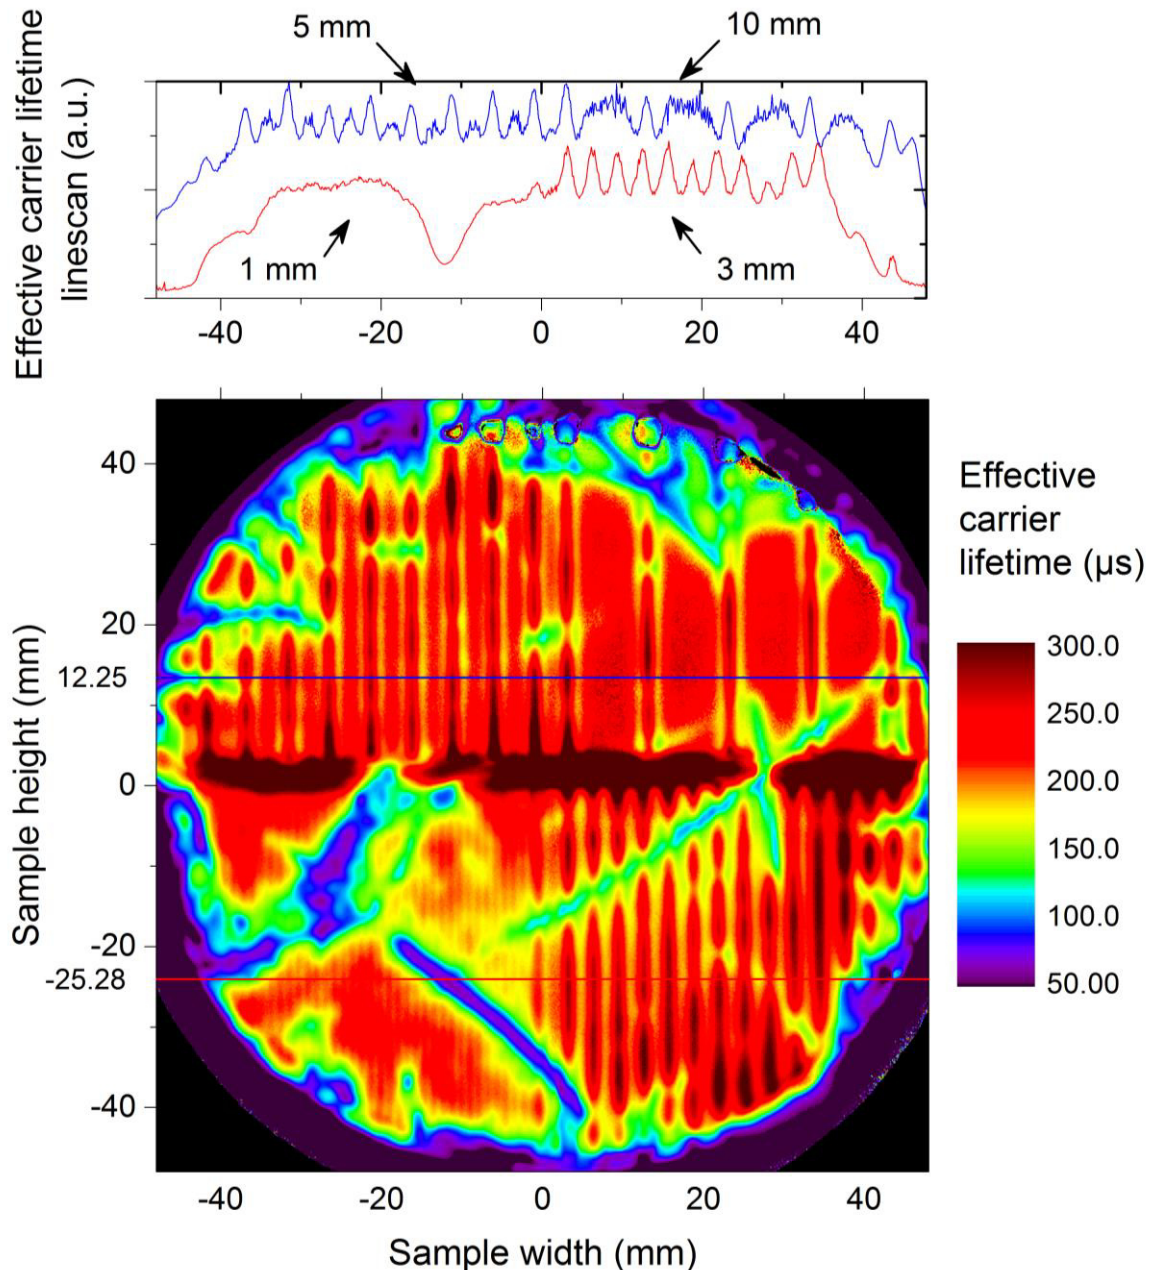 Effective carrier lifetime
linescan (a.u.)
5 mm
10 mm
1 mm
3 mm
-40
-20
0
20
40
Sample height (mm)
40
20
12.25
0
-20
-25.28
-40
-40
-20
0
20
40
Sample width (mm)
Effective
carrier
lifetime (µs)
300.0
250.0
200.0
150.0
100.0
50.00